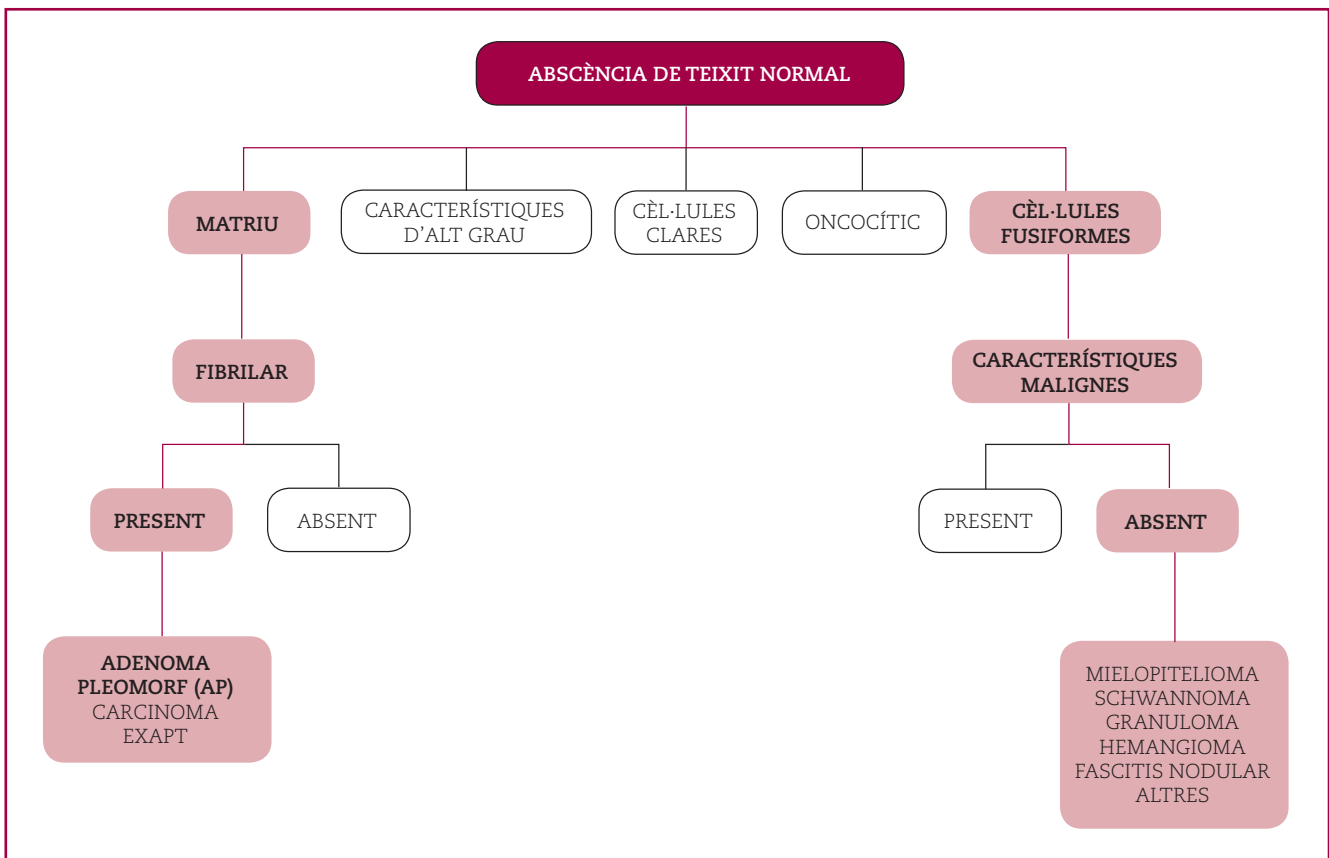 ABSCÈNCIA DE TEIXIT NORMAL
MATRIU
CARACTERÍSTIQUES
D'ALT GRAU
CÈL·LULES
CLARES
ONCOCÍTIC
CÈL·LULES
FUSIFORMES
FIBRILAR
CARACTERÍSTIQUES
MALIGNES
PRESENT
ABSENT
PRESENT
ABSENT
ADENOMA
PLEOMORF (AP)
CARCINOMA
EXAPT
MIELOPITELIOMA
SCHWANNOMA
GRANULOMA
HEMANGIOMA
FASCITIS NODULAR
ALTRES